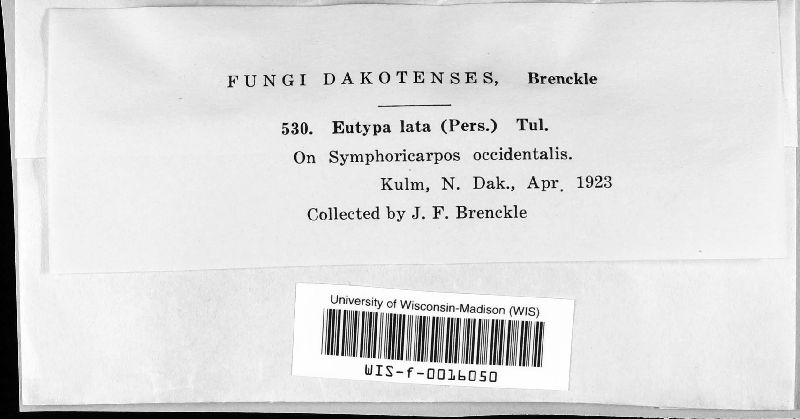 FUNGI DAKOTENSES, Brenckle
530. Eutypa lata (Pers.) Tul.
On Symphoricarpos occidentalis.
Kulm, N. Dak., Apr. 1923
Collected by J. F. Brenckle
University of Wisconsin-Madison (WIS)
WIS-f-0016050